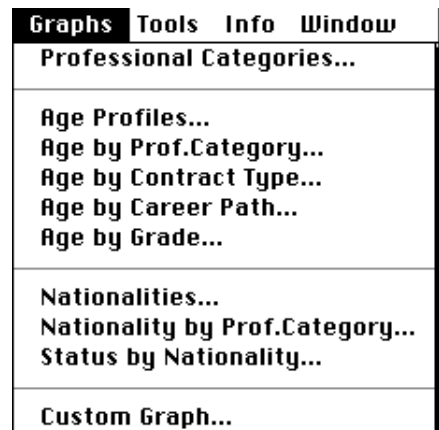 Graphs Tools Info Window
Professional Categories...
Age Profiles...
Age by Prof.Category...
Age by Contract Type...
Age by Career Path...
Age by Grade...
Nationalities...
Nationality by Prof.Category...
Status by Nationality...
Custom Graph...